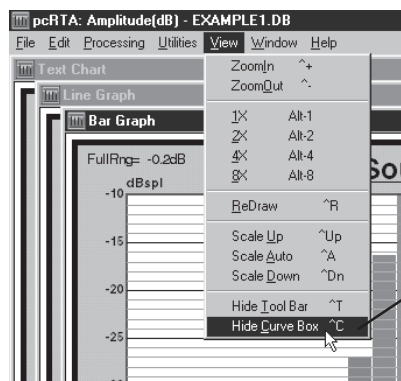 pcRTA: Amplitude(dB) - EXAMPLE1.DB
File Edit Processing Utilities View Window Help
Text Chart
Line Graph
Bar Graph
ZoomIn ^+
ZoomOut ^-
1X Alt-1
2X Alt-2
4X Alt-4
8X Alt-8
ReDraw ^R
Scale Up ^Up
Scale Auto ^A
Scale Down ^Dn
Hide Tool Bar ^T
Hide Curve Box ^C
FullRng= -0.2dB
Sou
dBspl
-10
-15
-20
-25